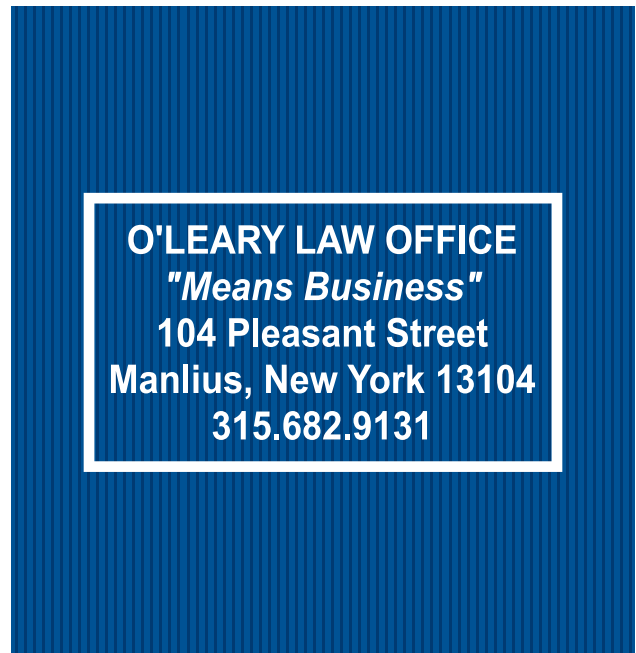 O'LEARY LAW OFFICE
"Means Business"
104 Pleasant Street
Manlius, New York 13104
315.682.9131